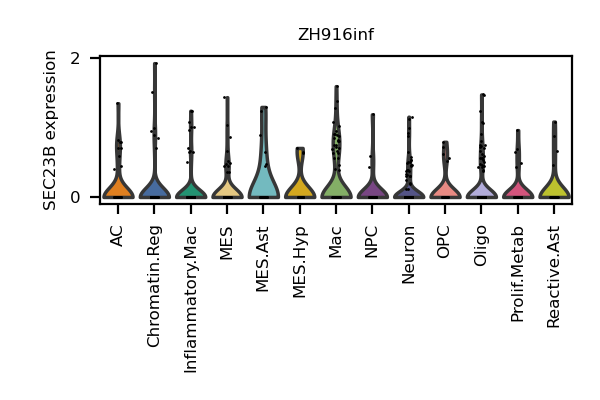 ZH916inf
SEC23B expression
2
0
AC
Chromatin.Reg
Inflammatory.Mac
MES
MES.Ast
MES.Hyp
Mac
NPC
Neuron
OPC
Oligo
Prolif.Metab
Reactive.Ast